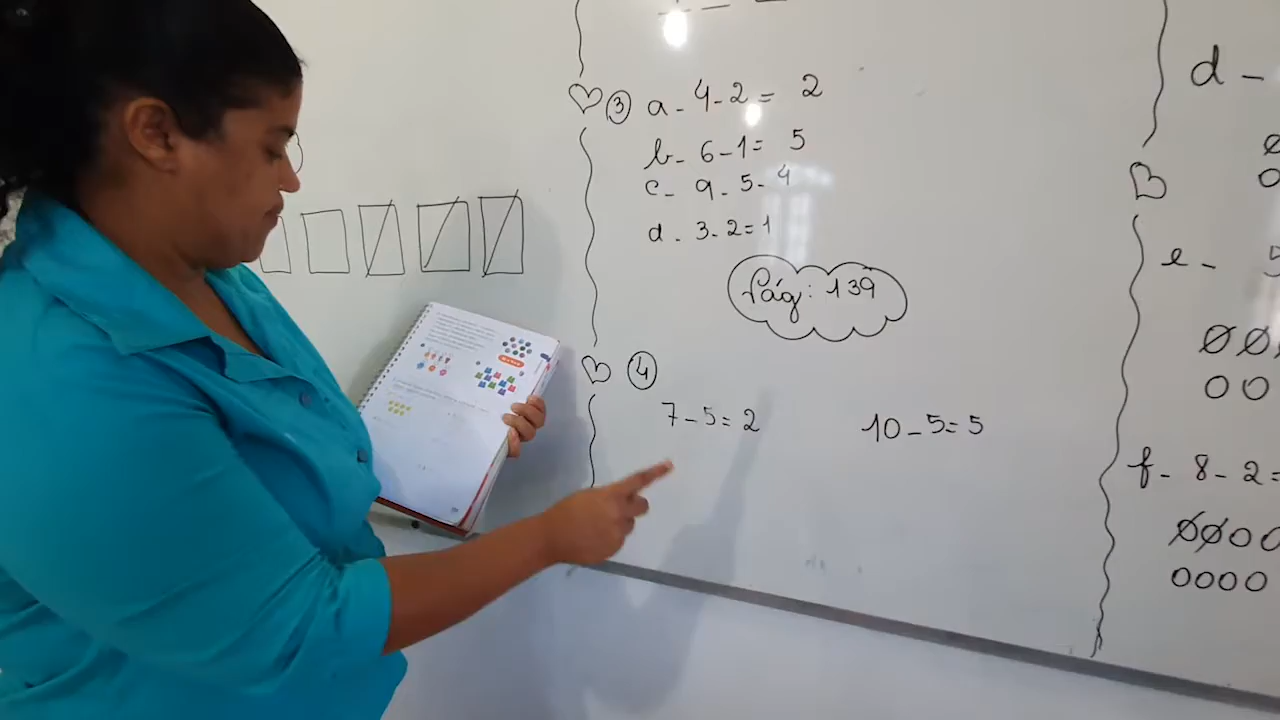 3 a - 4 - 2 = 2
b - 6 - 1 = 5
c - 9 - 5 - 4
d - 3 - 2 = 1
Pág: 139
4
7 - 5 = 2
10 - 5 = 5
d -
e - 5
f - 8 - 2 =